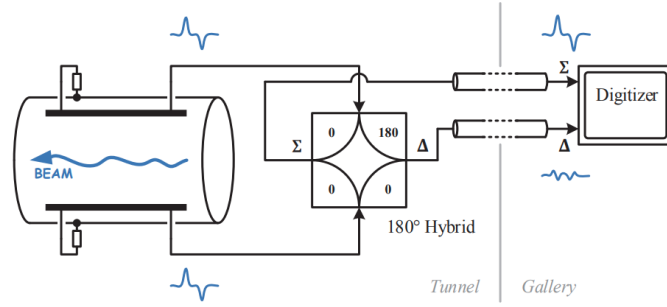 Σ
Digitizer
0
180
Σ
Δ
Δ
BEAM
0
0
180° Hybrid
Tunnel
Gallery